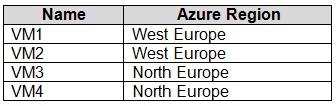 Name Azure Region
VM1 West Europe
VM2 West Europe
VM3 North Europe
VM4 North Europe